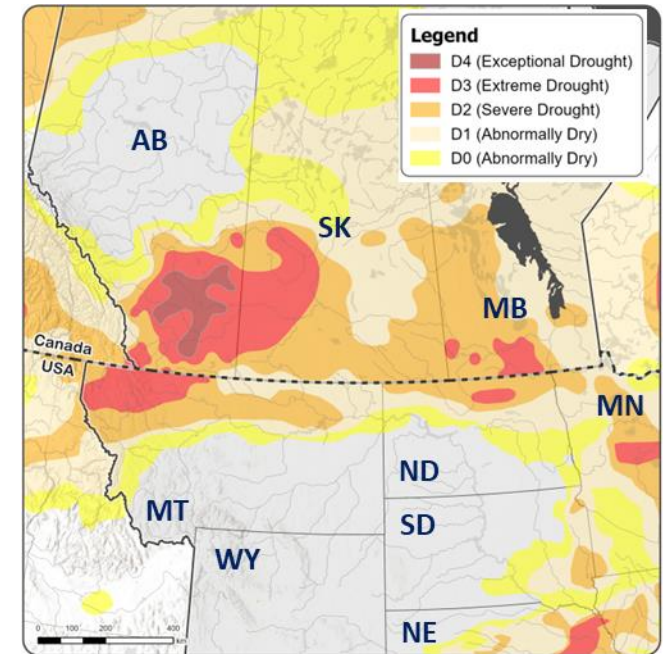 Legend
D4 (Exceptional Drought)
D3 (Extreme Drought)
D2 (Severe Drought)
D1 (Abnormally Dry)
D0 (Abnormally Dry)
AB
SK
MB
Canada
USA
MN
ND
MT
SD
WY
NE
0 100 200 400
km